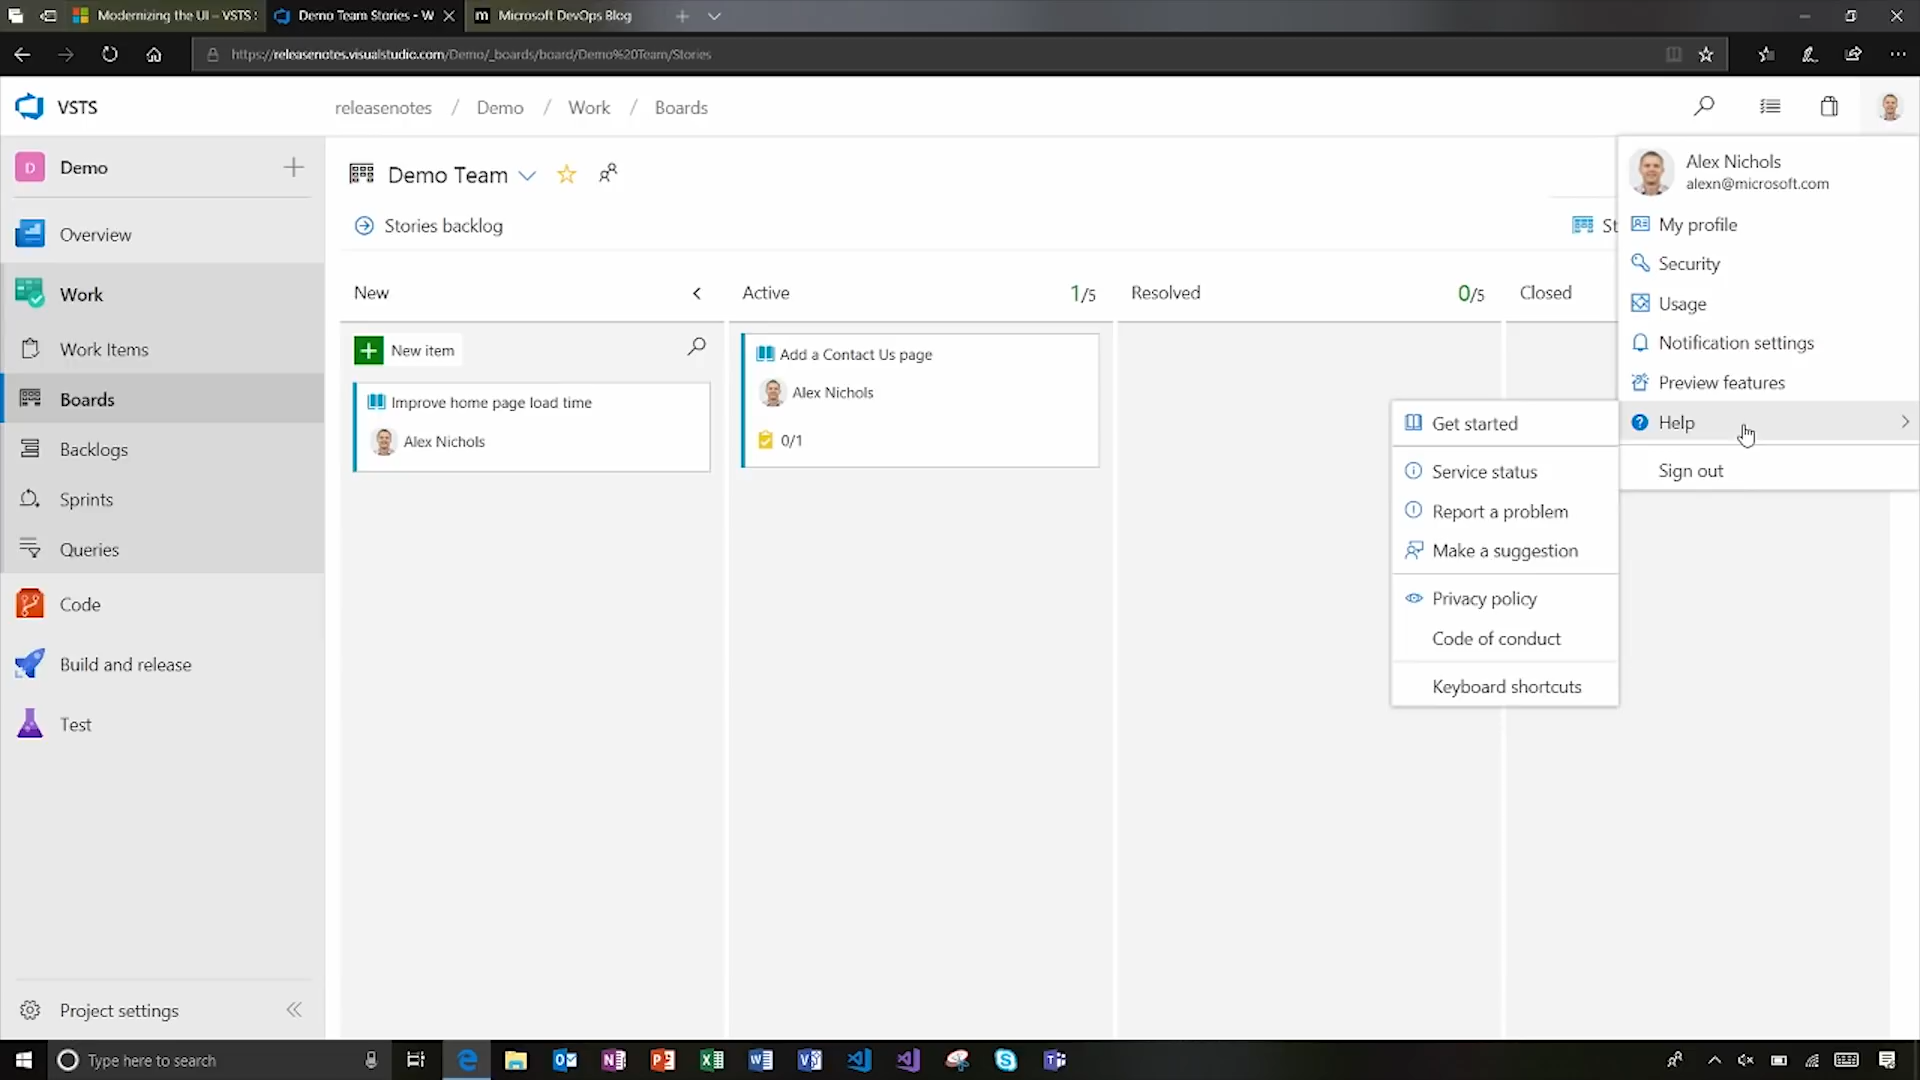 Modernizing the UI – VSTS
Demo Team Stories - W
m Microsoft DevOps Blog
https://releasenotes.visualstudio.com/Demo/_boards/board/Demo%20Team/Stories
VSTS
releasenotes / Demo / Work / Boards
D Demo
Overview
Work
Work Items
Boards
Backlogs
Sprints
Queries
Code
Build and release
Test
Project settings
Demo Team
Stories backlog
St
New
Active 1/5
Resolved 0/5
Closed
New item
Improve home page load time
Alex Nichols
Add a Contact Us page
Alex Nichols
0/1
Alex Nichols
alexn@microsoft.com
My profile
Security
Usage
Notification settings
Preview features
Help
Sign out
Get started
Service status
Report a problem
Make a suggestion
Privacy policy
Code of conduct
Keyboard shortcuts
Type here to search